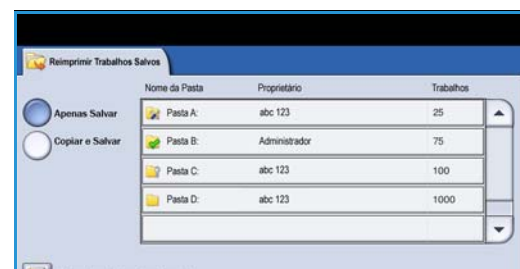 Reimprimir Trabalhos Salvos
Nome da Pasta Proprietário Trabalhos
Apenas Salvar Pasta A: abc 123 25
Copiar e Salvar Pasta B: Administrador 75
Pasta C: abc 123 100
Pasta D: abc 123 1000